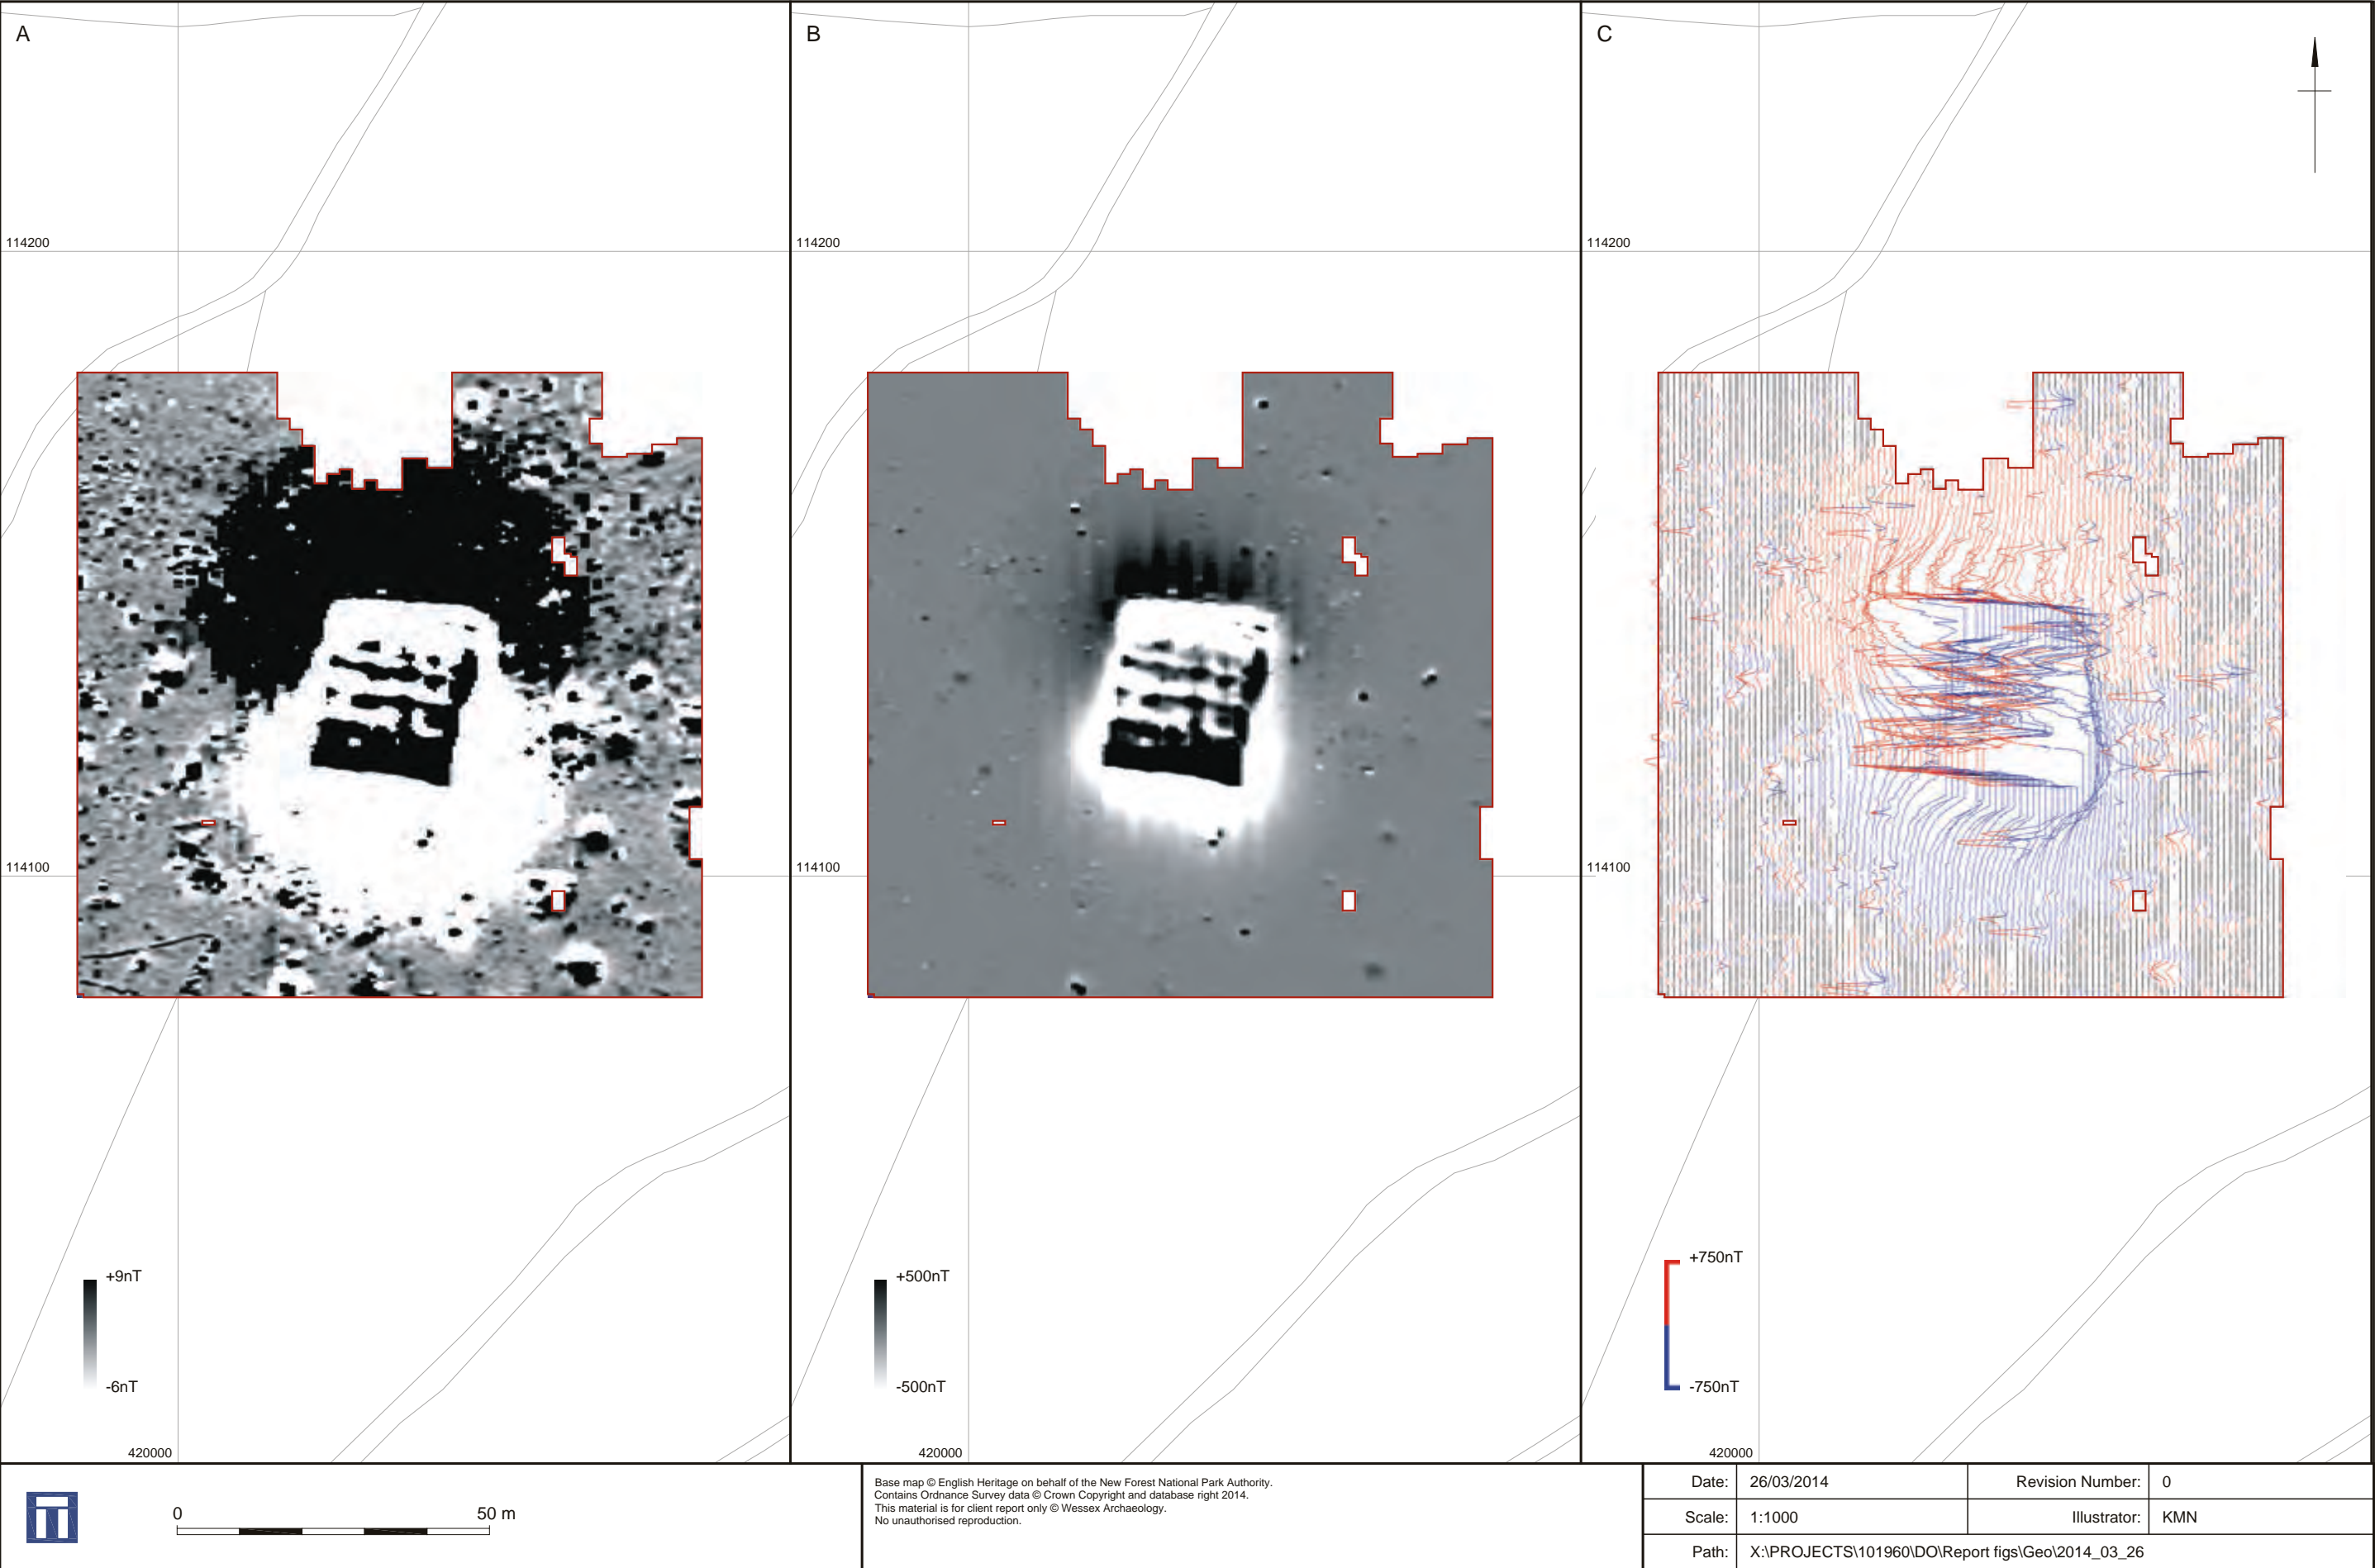 A
B
C
114200
114200
114200
114100
114100
114100
+9nT
-6nT
+500nT
-500nT
+750nT
-750nT
420000
420000
420000
0
50 m
Base map © English Heritage on behalf of the New Forest National Park Authority.
Contains Ordnance Survey data © Crown Copyright and database right 2014.
This material is for client report only © Wessex Archaeology.
No unauthorised reproduction.
Date: 26/03/2014 Revision Number: 0
Scale: 1:1000 Illustrator: KMN
Path: X:\PROJECTS\101960\DO\Report figs\Geo\2014_03_26